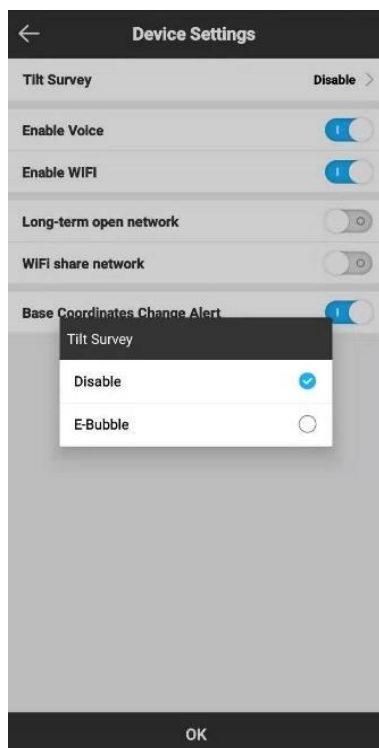 Device Settings
Tilt Survey Disable
Enable Voice
Enable WIFI
Long-term open network
WiFi share network
Base Coordinates Change Alert
Tilt Survey
Disable
E-Bubble
OK